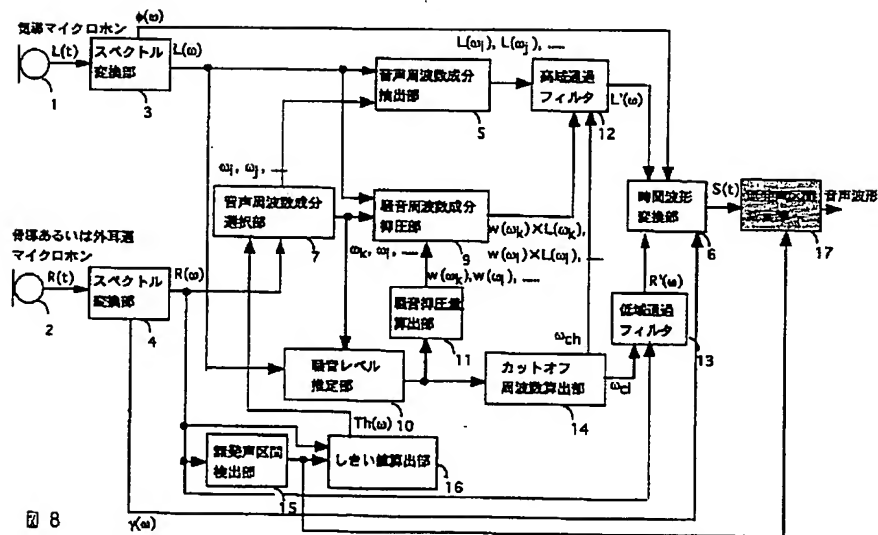 φ(ω)
気導マイクロホン
L(t)
1
スペクトル
変換部
3
L(ω)
音声周波数成分
抽出部
5
L(ωi), L(ωj), ....
高域通過
フィルタ
12
L'(ω)
ωi, ωj, ...
音声周波数成分
選択部
7
ωk, ωl, ....
騒音周波数成分
抑圧部
9
w(ωk)×L(ωk),
w(ωl)×L(ωl), ...
w(ωk),w(ωl), ....
時間波形
変換部
6
S(t)
17
音声波形
骨導あるいは外耳道
マイクロホン
R(t)
2
スペクトル
変換部
4
R(ω)
騒音抑圧量
算出部
11
ωch
R'(ω)
低域通過
フィルタ
13
騒音レベル
推定部
10
カットオフ
周波数算出部
14
ωcl
Th(ω)
無発声区間
検出部
15
しきい値算出部
16
γ(ω)
図 8